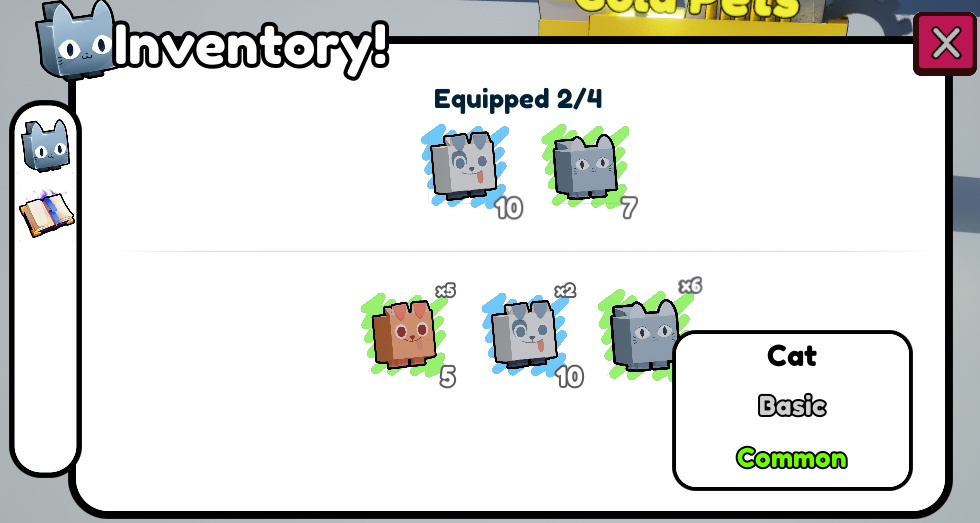 Gold Pets
Inventory!
Equipped 2/4
10
7
x5
x2
x6
5
10
Cat
Basic
Common